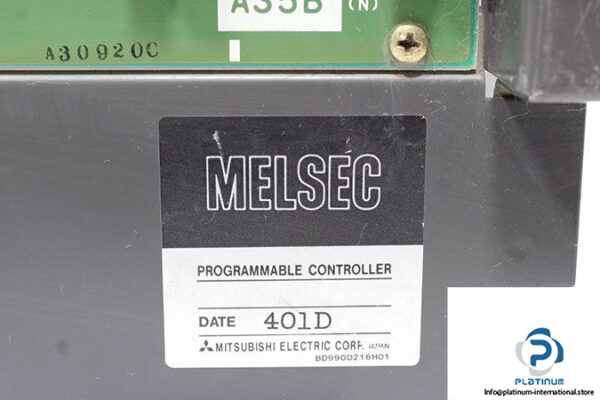 A35B (N)
A30920C
MELSEC
PROGRAMMABLE CONTROLLER
DATE 401D
MITSUBISHI ELECTRIC CORP. JAPAN
BD990D216H01
PLATINUM
Info@platinum-international.store